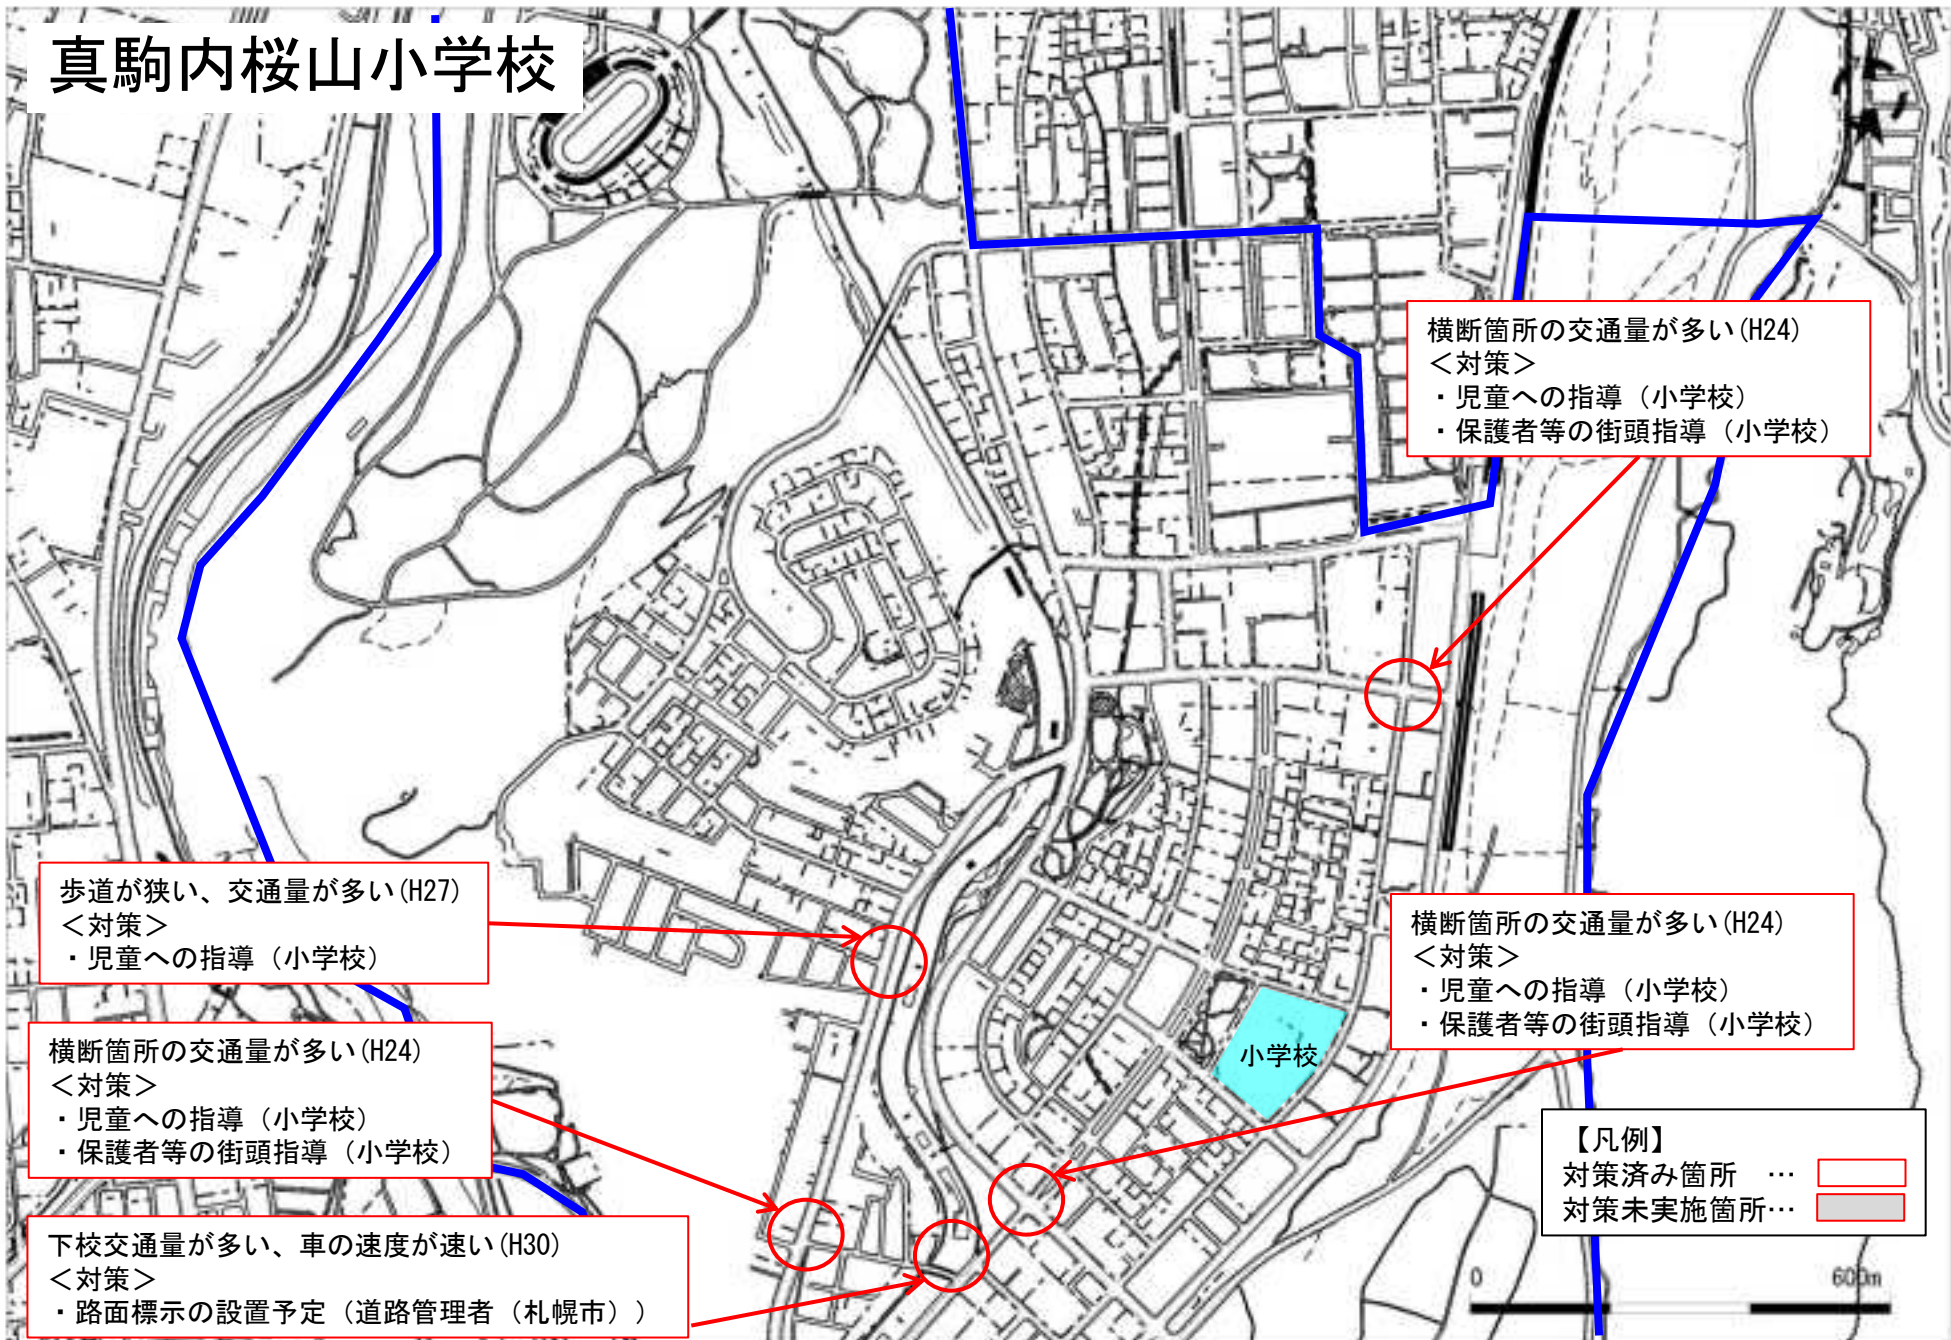 真駒内桜山小学校
横断箇所の交通量が多い(H24)
<対策>
・児童への指導(小学校)
・保護者等の街頭指導(小学校)
歩道が狭い、交通量が多い(H27)
<対策>
・児童への指導(小学校)
横断箇所の交通量が多い(H24)
<対策>
・児童への指導(小学校)
・保護者等の街頭指導(小学校)
小学校
横断箇所の交通量が多い(H24)
<対策>
・児童への指導(小学校)
・保護者等の街頭指導(小学校)
下校交通量が多い、車の速度が速い(H30)
<対策>
・路面標示の設置予定(道路管理者(札幌市))
【凡例】
対策済み箇所 …
対策未実施箇所…
0 600m